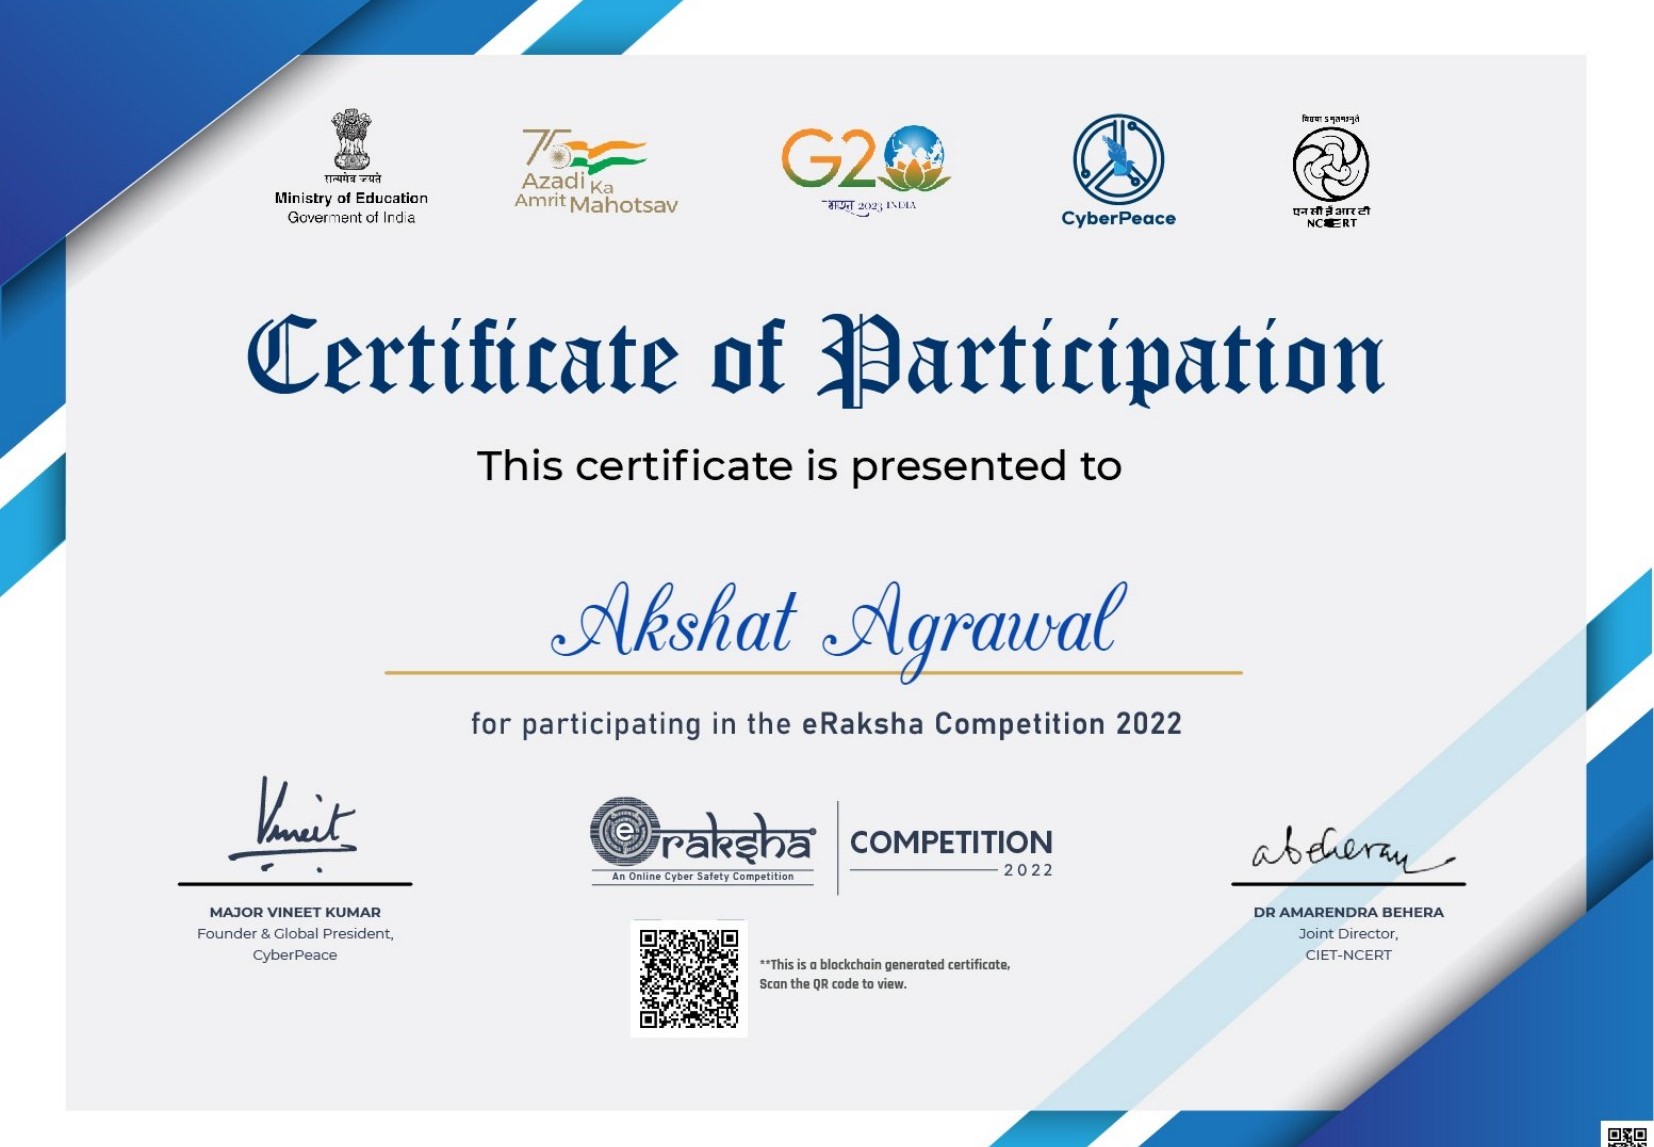 सत्यमेव जयते
Ministry of Education
Goverment of India
75
Azadi Ka
Amrit Mahotsav
G20
भारत 2023 INDIA
CyberPeace
विद्यया ऽ मृतमश्नुते
एन सी ई आर टी
NCERT
Certificate of Participation
This certificate is presented to
Akshat Agrawal
for participating in the eRaksha Competition 2022
Vineet
eraksha
An Online Cyber Safety Competition
COMPETITION
2022
abeheran
MAJOR VINEET KUMAR
Founder & Global President,
CyberPeace
DR AMARENDRA BEHERA
Joint Director,
CIET-NCERT
**This is a blockchain generated certificate,
Scan the QR code to view.